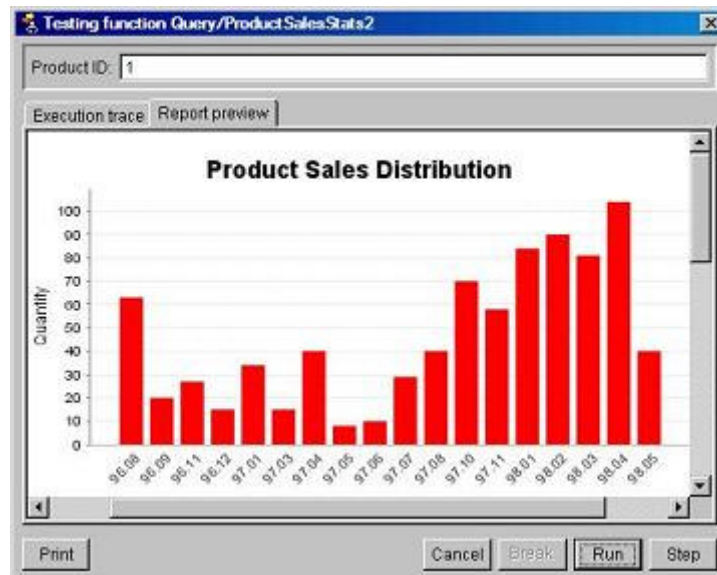 Testing function Query/ProductSalesStats2
Product ID: 1
Execution trace Report preview
Product Sales Distribution
Quantity
100
90
80
70
60
50
40
30
20
10
0
96.08 96.09 96.11 96.12 97.01 97.03 97.04 97.05 97.06 97.07 97.08 97.10 97.11 98.01 98.02 98.03 98.04 98.05
Print Cancel Break Run Step